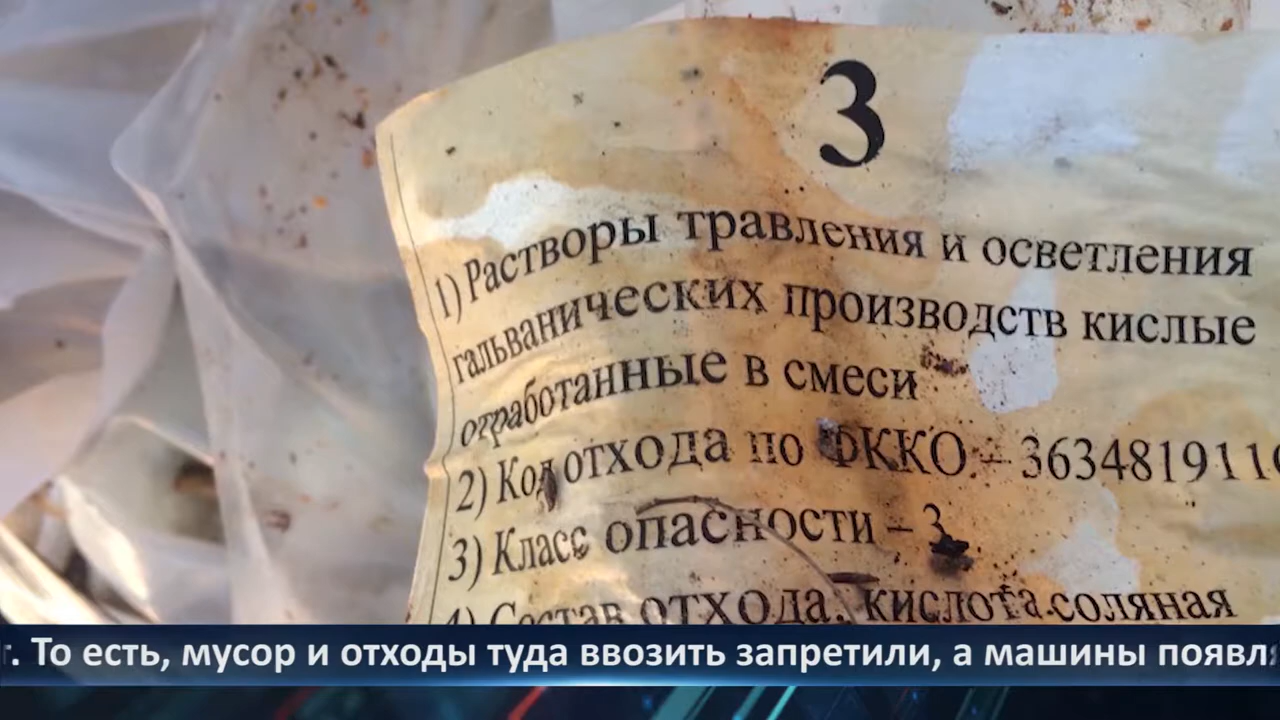 3
1) Растворы травления и осветления
гальванических производств кислые
отработанные в смеси
2) Код отхода по ФККО – 363481911
3) Класс опасности – 3
4) Состав отхода: кислота соляная
. То есть, мусор и отходы туда ввозить запретили, а машины появл